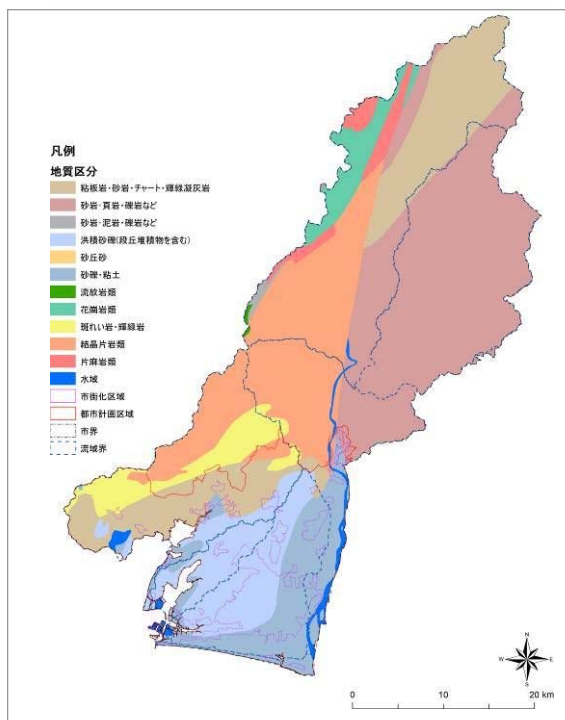 凡例
地質区分
粘板岩・砂岩・チャート・輝緑凝灰岩
砂岩・頁岩・礫岩など
砂岩・泥岩・礫岩など
洪積砂礫(段丘堆積物を含む)
砂丘砂
砂礫・粘土
流紋岩類
花崗岩類
斑れい岩・輝緑岩
結晶片岩類
片麻岩類
水域
市街化区域
都市計画区域
市界
流域界
N
W
E
S
0 10 20 km